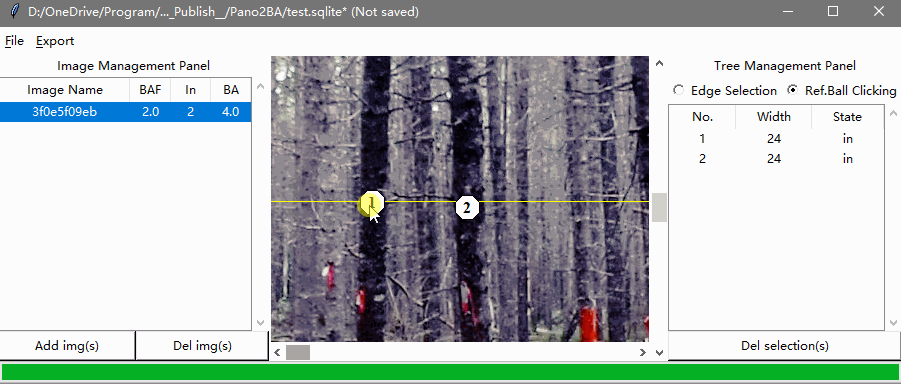 D:/OneDrive/Program/..._Publish__/Pano2BA/test.sqlite* (Not saved)
File Export
Image Management Panel
Image Name BAF In BA
3f0e5f09eb 2.0 2 4.0
Add img(s) Del img(s)
1
2
Tree Management Panel
Edge Selection Ref.Ball Clicking
No. Width State
1 24 in
2 24 in
Del selection(s)